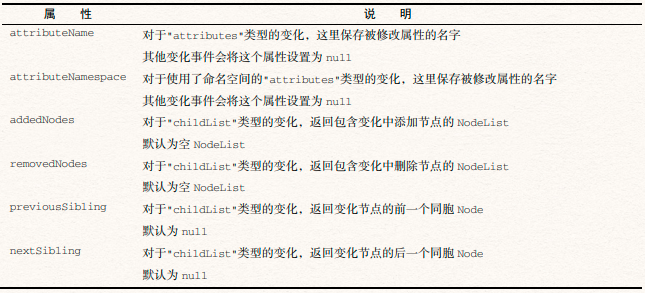 属 性 说 明
attributeName 对于"attributes"类型的变化，这里保存被修改属性的名字
其他变化事件会将这个属性设置为 null
attributeNamespace 对于使用了命名空间的"attributes"类型的变化，这里保存被修改属性的名字
其他变化事件会将这个属性设置为 null
addedNodes 对于"childList"类型的变化，返回包含变化中添加节点的 NodeList
默认为空 NodeList
removedNodes 对于"childList"类型的变化，返回包含变化中删除节点的 NodeList
默认为空 NodeList
previousSibling 对于"childList"类型的变化，返回变化节点的前一个同胞 Node
默认为 null
nextSibling 对于"childList"类型的变化，返回变化节点的后一个同胞 Node
默认为 null